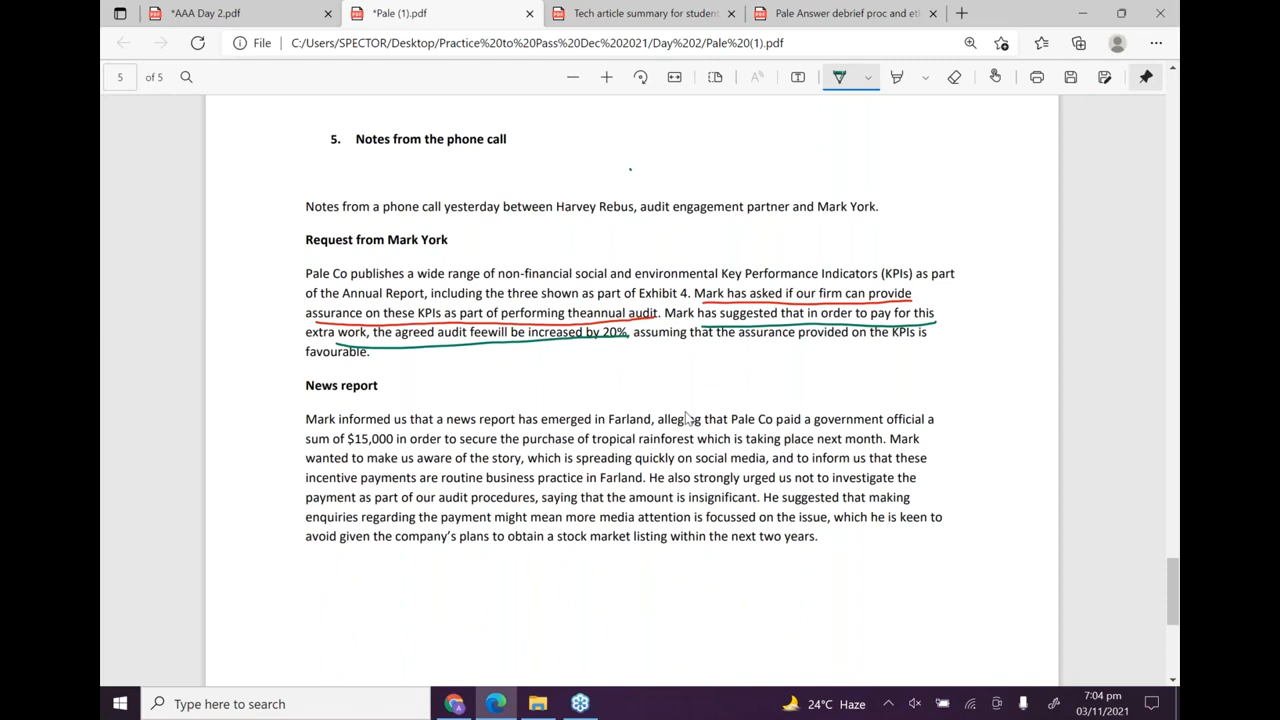 *AAA Day 2.pdf
*Pale (1).pdf
Tech article summary for student
Pale Answer debrief proc and eth
File
C:/Users/SPECTOR/Desktop/Practice%20to%20Pass%20Dec%202021/Day%202/Pale%20(1).pdf
5 of 5
5. Notes from the phone call
Notes from a phone call yesterday between Harvey Rebus, audit engagement partner and Mark York.
Request from Mark York
Pale Co publishes a wide range of non-financial social and environmental Key Performance Indicators (KPIs) as part
of the Annual Report, including the three shown as part of Exhibit 4. Mark has asked if our firm can provide
assurance on these KPIs as part of performing theannual audit. Mark has suggested that in order to pay for this
extra work, the agreed audit feewill be increased by 20%, assuming that the assurance provided on the KPIs is
favourable.
News report
Mark informed us that a news report has emerged in Farland, alleging that Pale Co paid a government official a
sum of $15,000 in order to secure the purchase of tropical rainforest which is taking place next month. Mark
wanted to make us aware of the story, which is spreading quickly on social media, and to inform us that these
incentive payments are routine business practice in Farland. He also strongly urged us not to investigate the
payment as part of our audit procedures, saying that the amount is insignificant. He suggested that making
enquiries regarding the payment might mean more media attention is focussed on the issue, which he is keen to
avoid given the company's plans to obtain a stock market listing within the next two years.
Type here to search
24°C Haze
7:04 pm
03/11/2021